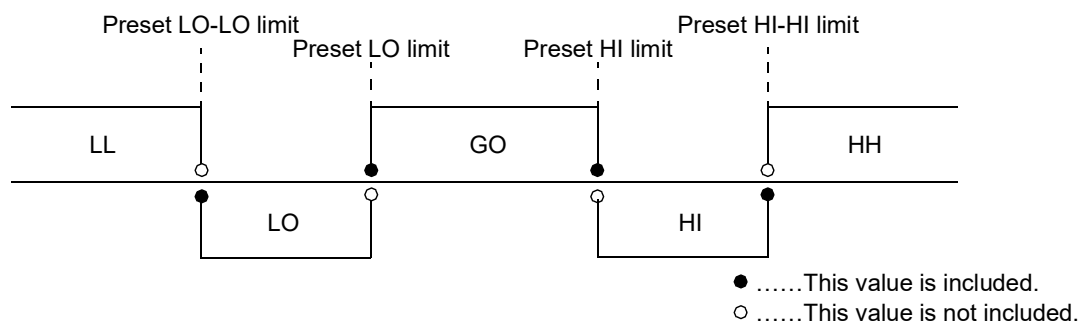 Preset LO-LO limit
Preset LO limit
Preset HI limit
Preset HI-HI limit
LL
GO
HH
LO
HI
● ……This value is included.
○ ……This value is not included.